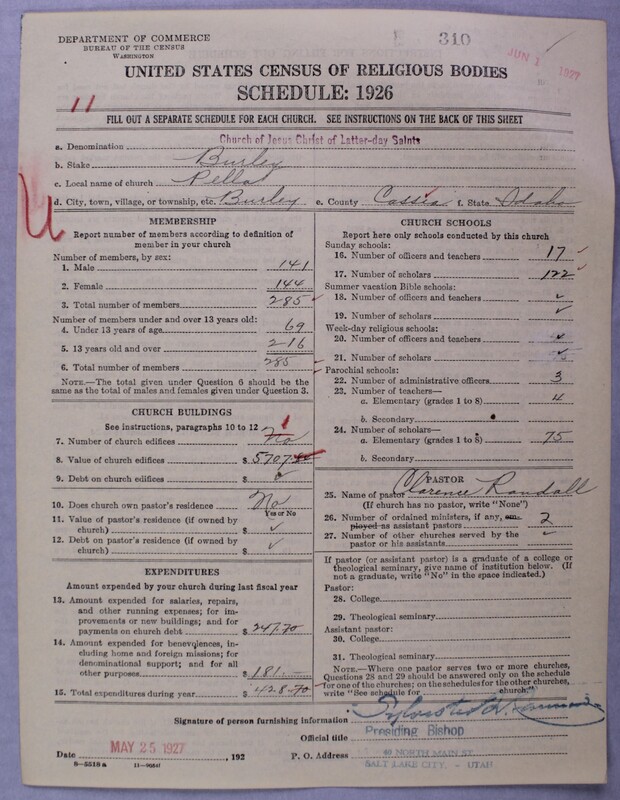 DEPARTMENT OF COMMERCE
BUREAU OF THE CENSUS
WASHINGTON
310
JUN 1 1927
UNITED STATES CENSUS OF RELIGIOUS BODIES
SCHEDULE: 1926
11
FILL OUT A SEPARATE SCHEDULE FOR EACH CHURCH. SEE INSTRUCTIONS ON THE BACK OF THIS SHEET
a. Denomination Church of Jesus Christ of Latter-day Saints
b. Stake Burley
c. Local name of church Pella
d. City, town, village, or township, etc. Burley e. County Cassia f. State Idaho
MEMBERSHIP
Report number of members according to definition of
member in your church
Number of members, by sex:
1. Male 141
2. Female 144
3. Total number of members 285
Number of members under and over 13 years old:
4. Under 13 years of age 69
5. 13 years old and over 216
6. Total number of members 285
NOTE.—The total given under Question 6 should be the
same as the total of males and females given under Question 3.
CHURCH BUILDINGS
See instructions, paragraphs 10 to 12
7. Number of church edifices No 1
8. Value of church edifices $ 5707.50
9. Debt on church edifices $
10. Does church own pastor's residence No
Yes or No
11. Value of pastor's residence (if owned by
church) $ ✓
12. Debt on pastor's residence (if owned by
church) $ ✓
EXPENDITURES
Amount expended by your church during last fiscal year
13. Amount expended for salaries, repairs,
and other running expenses; for im-
provements or new buildings; and for
payments on church debt $ 247.70
14. Amount expended for benevolences, in-
cluding home and foreign missions; for
denominational support; and for all
other purposes $ 181.—
15. Total expenditures during year $ 428.70
CHURCH SCHOOLS
Report here only schools conducted by this church
Sunday schools:
16. Number of officers and teachers 17
17. Number of scholars 122
Summer vacation Bible schools:
18. Number of officers and teachers ✓
19. Number of scholars ✓
Week-day religious schools:
20. Number of officers and teachers
21. Number of scholars
Parochial schools:
22. Number of administrative officers 3
23. Number of teachers—
a. Elementary (grades 1 to 8) 4
b. Secondary
24. Number of scholars—
a. Elementary (grades 1 to 8) 75
b. Secondary
PASTOR
25. Name of pastor Clarence Randall
(If church has no pastor, write "None")
26. Number of ordained ministers, if any, em-
ployed as assistant pastors 2
27. Number of other churches served by the
pastor or his assistants ✓
If pastor (or assistant pastor) is a graduate of a college or
theological seminary, give name of institution below. (If
not a graduate, write "No" in the space indicated.)
Pastor:
28. College
29. Theological seminary
Assistant pastor:
30. College
31. Theological seminary
NOTE.—Where one pastor serves two or more churches,
Questions 28 and 29 should be answered only on the schedule
for one of the churches; on the schedules for the other churches,
write "See schedule for church."
Signature of person furnishing information Sylvester Q. Cannon
Official title Presiding Bishop
Date MAY 25 1927, 192 P. O. Address 40 NORTH MAIN ST.
8-5518a SALT LAKE CITY. - UTAH